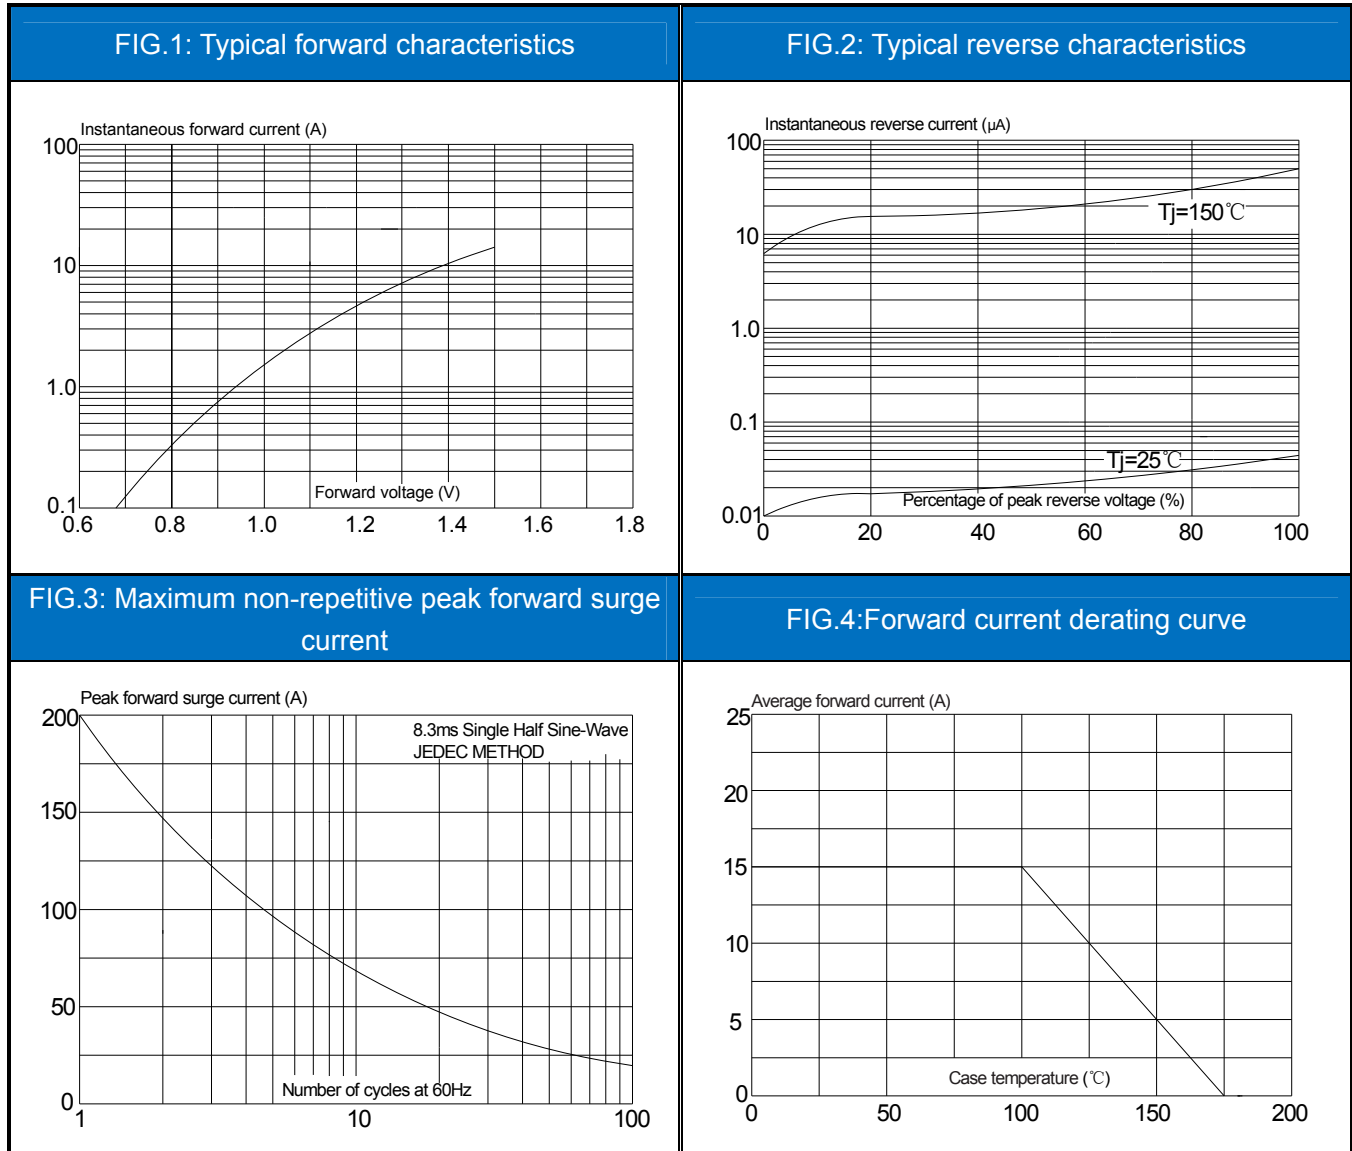 FIG.1: Typical forward characteristics
FIG.2: Typical reverse characteristics
Instantaneous forward current (A)
100
10
1.0
0.1
Forward voltage (V)
0.6 0.8 1.0 1.2 1.4 1.6 1.8
Instantaneous reverse current (μA)
100
Tj=150℃
10
1.0
0.1
Tj=25℃
Percentage of peak reverse voltage (%)
0.01
0 20 40 60 80 100
FIG.3: Maximum non-repetitive peak forward surge
current
FIG.4:Forward current derating curve
Peak forward surge current (A)
200
8.3ms Single Half Sine-Wave
JEDEC METHOD
150
100
50
Number of cycles at 60Hz
0
1 10 100
Average forward current (A)
25
20
15
10
5
Case temperature (℃)
0
0 50 100 150 200